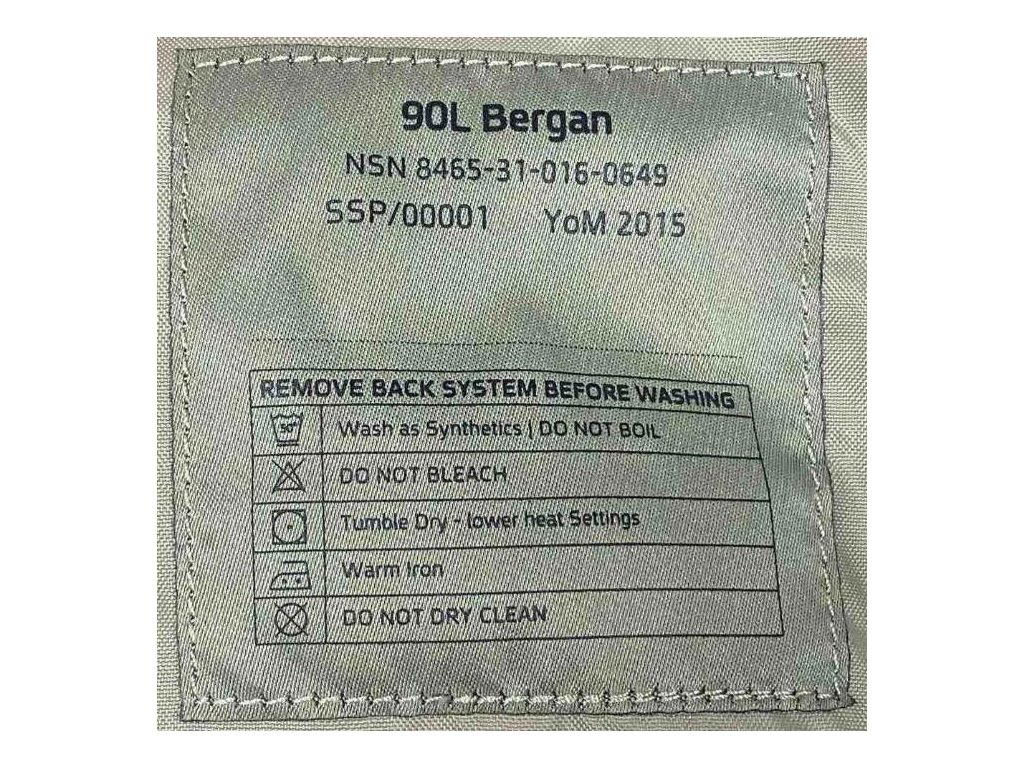 90L Bergan
NSN 8465-31-016-0649
SSP/00001 YoM 2015
REMOVE BACK SYSTEM BEFORE WASHING
Wash as Synthetics | DO NOT BOIL
DO NOT BLEACH
Tumble Dry - lower heat Settings
Warm Iron
DO NOT DRY CLEAN